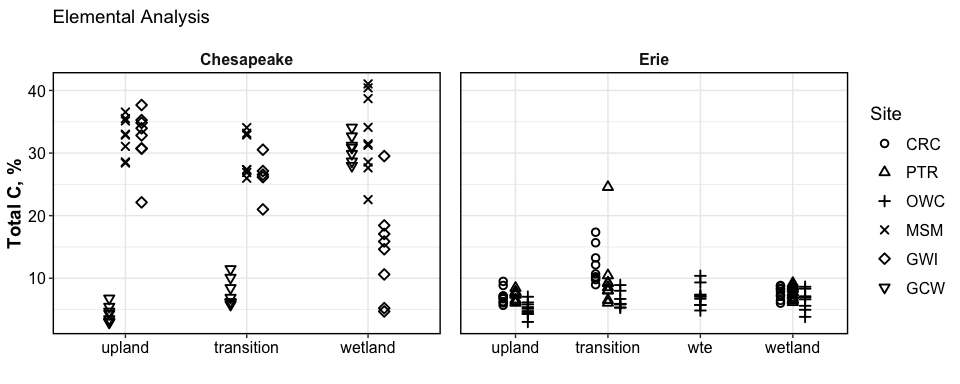 Elemental Analysis
Chesapeake
Erie
Total C, %
40
30
20
10
upland transition wetland
upland transition wte wetland
Site
CRC
PTR
OWC
MSM
GWI
GCW